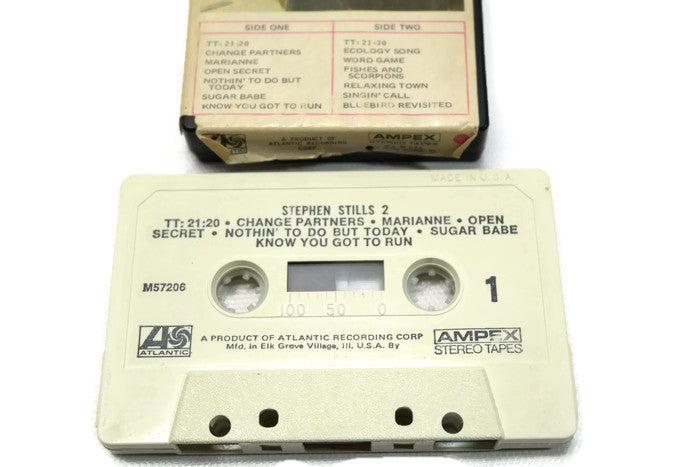 SIDE ONE
TT: 21:20
CHANGE PARTNERS
MARIANNE
OPEN SECRET
NOTHIN' TO DO BUT
TODAY
SUGAR BABE
KNOW YOU GOT TO RUN
SIDE TWO
TT: 21:20
ECOLOGY SONG
WORD GAME
FISHES AND
SCORPIONS
RELAXING TOWN
SINGIN' CALL
BLUEBIRD REVISITED
A PRODUCT OF
ATLANTIC RECORDING
CORP
AMPEX
STEREO TAPES
MADE IN U.S.A.
STEPHEN STILLS 2
TT: 21:20 • CHANGE PARTNERS • MARIANNE • OPEN
SECRET • NOTHIN' TO DO BUT TODAY • SUGAR BABE
KNOW YOU GOT TO RUN
M57206
100 50 0
1
ATLANTIC
A PRODUCT OF ATLANTIC RECORDING CORP
Mfd. in Elk Grove Village, Ill. U.S.A. By
AMPEX
STEREO TAPES